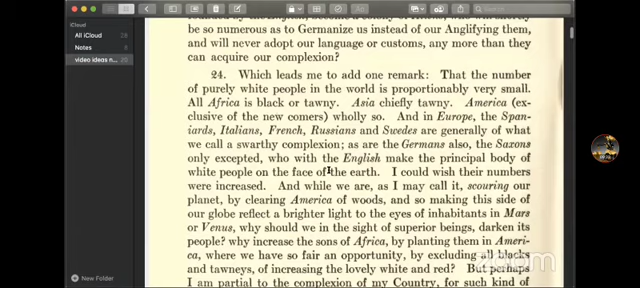 iCloud
All iCloud 28
Notes 8
video ideas n...
New Folder
Search
be so numerous as to Germanize us instead of our Anglifying them,
and will never adopt our language or customs, any more than they
can acquire our complexion?
24. Which leads me to add one remark: That the number
of purely white people in the world is proportionably very small.
All Africa is black or tawny. Asia chiefly tawny. America (ex-
clusive of the new comers) wholly so. And in Europe, the Span-
iards, Italians, French, Russians and Swedes are generally of what
we call a swarthy complexion; as are the Germans also, the Saxons
only excepted, who with the English make the principal body of
white people on the face of the earth. I could wish their numbers
were increased. And while we are, as I may call it, scouring our
planet, by clearing America of woods, and so making this side of
our globe reflect a brighter light to the eyes of inhabitants in Mars
or Venus, why should we in the sight of superior beings, darken its
people? why increase the sons of Africa, by planting them in Ameri-
ca, where we have so fair an opportunity, by excluding all blacks
and tawneys, of increasing the lovely white and red? But perhaps
I am partial to the complexion of my Country, for such kind of
zoom